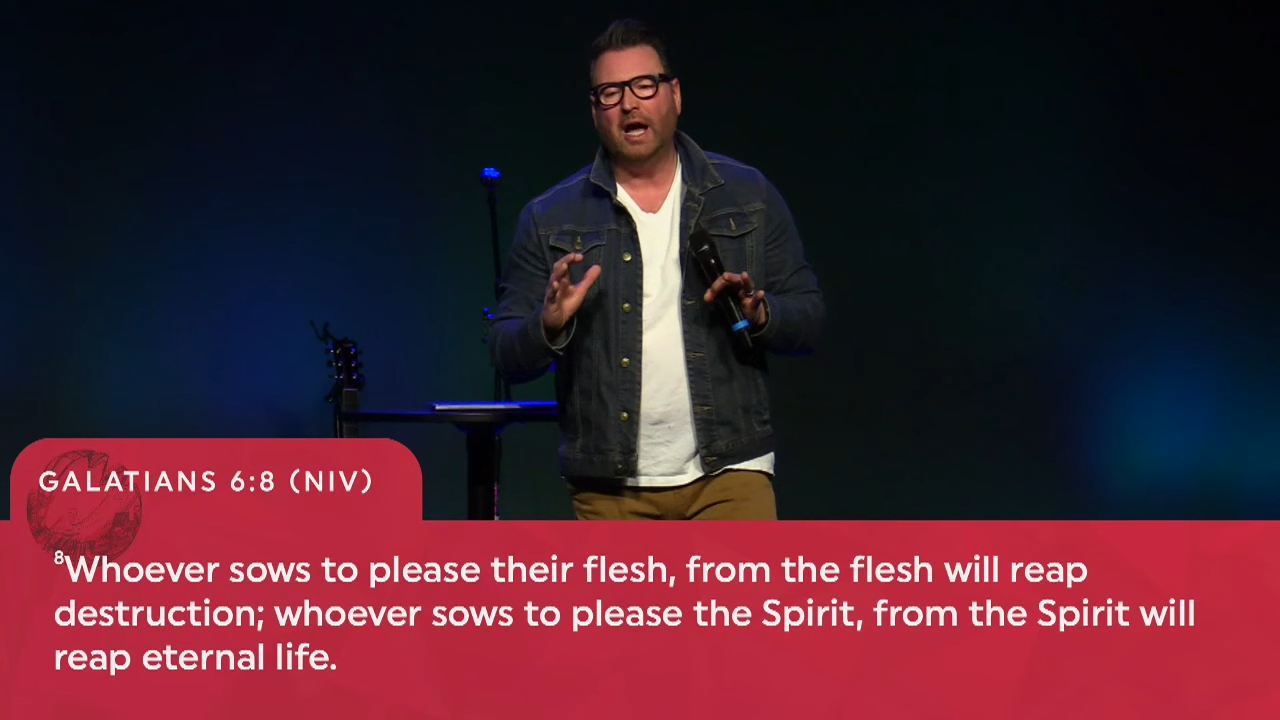 GALATIANS 6:8 (NIV)
⁸Whoever sows to please their flesh, from the flesh will reap
destruction; whoever sows to please the Spirit, from the Spirit will
reap eternal life.